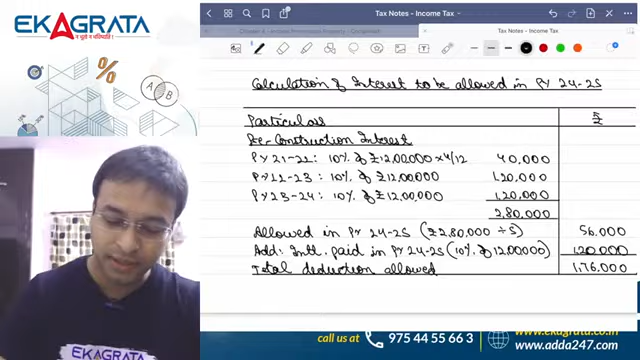 EKAGRATA
Tax Notes - Income Tax
Tax Notes - Income Tax
%
A
B
Calculation of Interest to be allowed in PY 24-25
Particulars
₹
Pre-Construction Interest
PY 21-22: 10% of ₹12,00,000 x 4/12 40,000
PY 22-23: 10% of ₹12,00,000 1,20,000
PY 23-24: 10% of ₹12,00,000 1,20,000
2,80,000
Allowed in PY 24-25 (₹2,80,000 ÷ 5) 56,000
Add: Intt. paid in PY 24-25 (10% of 12,00,000) 1,20,000
Total deduction allowed 1,76,000
EKAGRATA
call us at 975 44 55 66 3
www.ekagrata.online
www.adda247.com